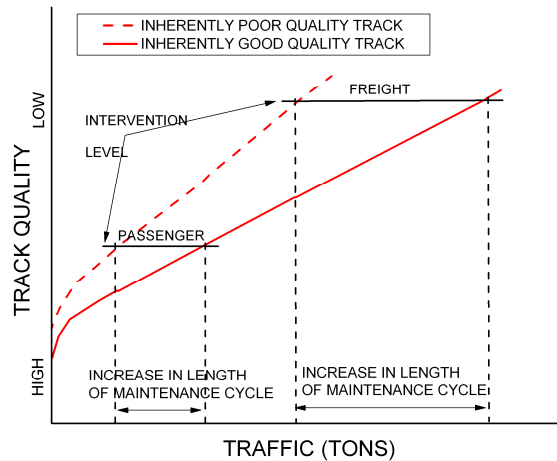 INHERENTLY POOR QUALITY TRACK
INHERENTLY GOOD QUALITY TRACK
FREIGHT
LOW
INTERVENTION
LEVEL
PASSENGER
TRACK QUALITY
HIGH
INCREASE IN LENGTH
OF MAINTENANCE CYCLE
INCREASE IN LENGTH
OF MAINTENANCE CYCLE
TRAFFIC (TONS)